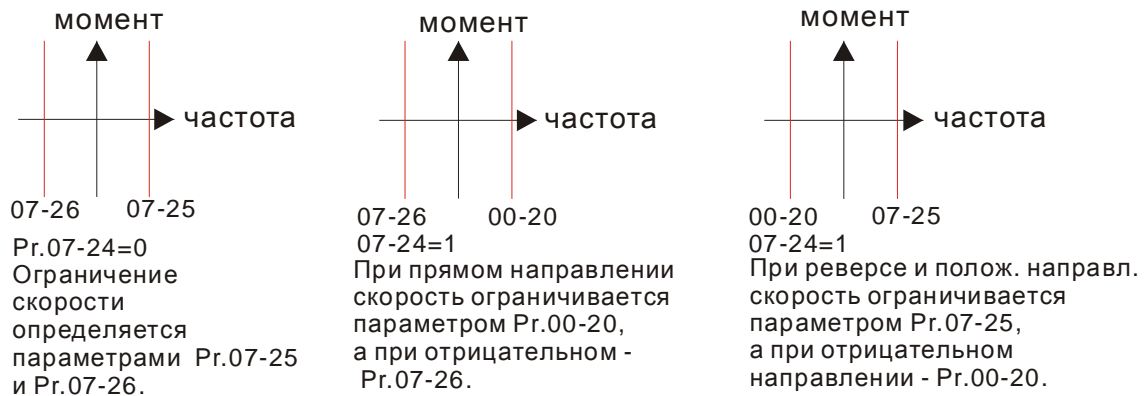 момент
частота
07-26 07-25
Pr.07-24=0
Ограничение
скорости
определяется
параметрами Pr.07-25
и Pr.07-26.
момент
частота
07-26 00-20
07-24=1
При прямом направлении
скорость ограничивается
параметром Pr.00-20,
а при отрицательном -
Pr.07-26.
момент
частота
00-20 07-25
07-24=1
При реверсе и полож. направл.
скорость ограничивается
параметром Pr.07-25,
а при отрицательном
направлении - Pr.00-20.